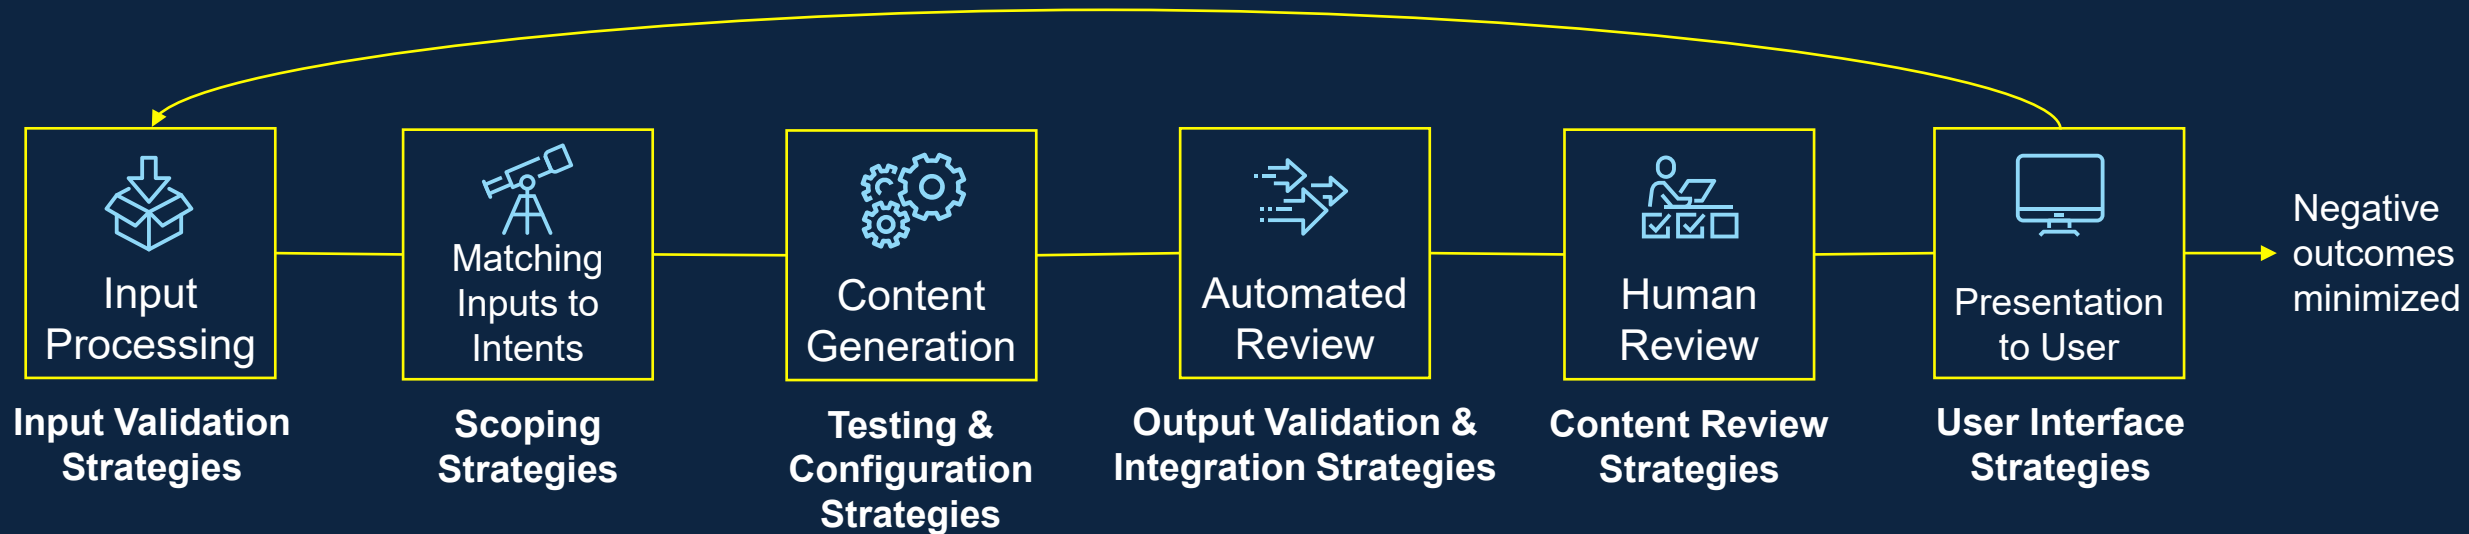 Input
Processing
Input Validation
Strategies
Matching
Inputs to
Intents
Scoping
Strategies
Content
Generation
Testing &
Configuration
Strategies
Automated
Review
Output Validation &
Integration Strategies
Human
Review
Content Review
Strategies
Presentation
to User
User Interface
Strategies
Negative
outcomes
minimized